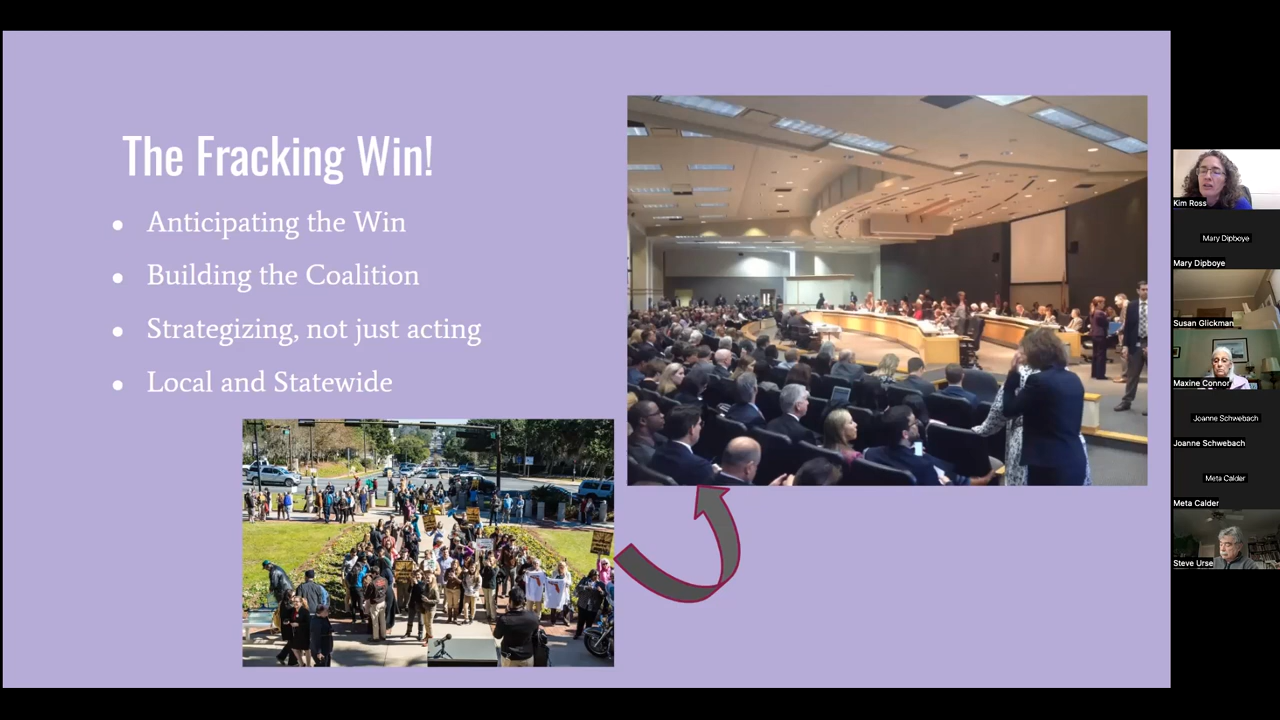 The Fracking Win!
● Anticipating the Win
● Building the Coalition
● Strategizing, not just acting
● Local and Statewide
Kim Ross
Mary Dipboye
Mary Dipboye
Susan Glickman
Maxine Connor
Joanne Schwebach
Joanne Schwebach
Meta Calder
Meta Calder
Steve Urse